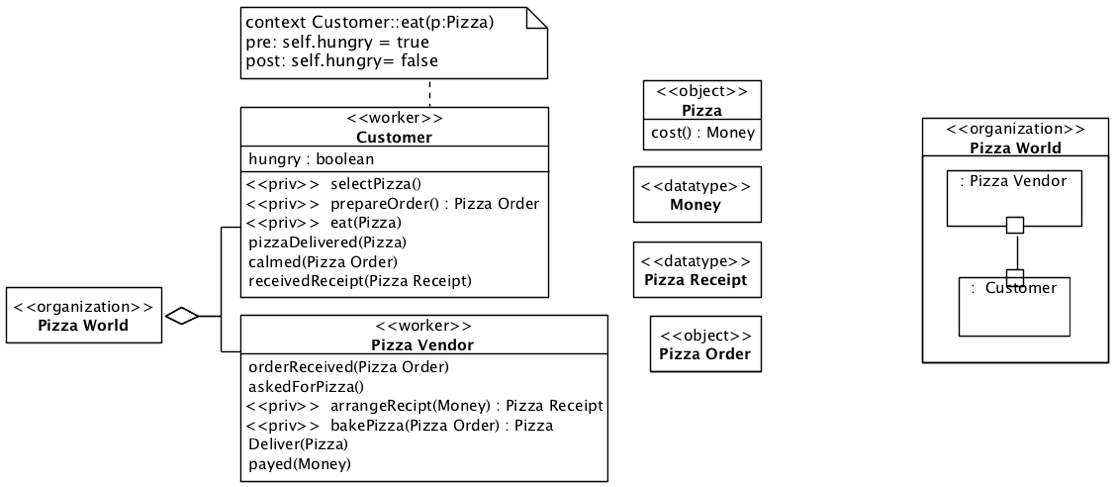 context Customer::eat(p:Pizza)
pre: self.hungry = true
post: self.hungry= false
<<worker>>
Customer
hungry : boolean
<<priv>> selectPizza()
<<priv>> prepareOrder() : Pizza Order
<<priv>> eat(Pizza)
pizzaDelivered(Pizza)
calmed(Pizza Order)
receivedReceipt(Pizza Receipt)
<<organization>>
Pizza World
<<worker>>
Pizza Vendor
orderReceived(Pizza Order)
askedForPizza()
<<priv>> arrangeRecipt(Money) : Pizza Receipt
<<priv>> bakePizza(Pizza Order) : Pizza
Deliver(Pizza)
payed(Money)
<<object>>
Pizza
cost() : Money
<<datatype>>
Money
<<datatype>>
Pizza Receipt
<<object>>
Pizza Order
<<organization>>
Pizza World
: Pizza Vendor
: Customer